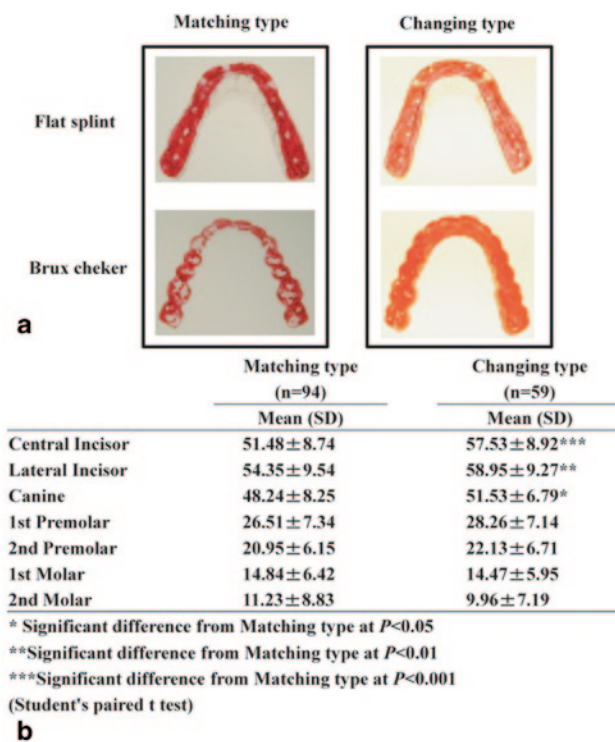 Matching type Changing type
Flat splint
Brux cheker
a
Matching type Changing type
(n=94) (n=59)
Mean (SD) Mean (SD)
Central Incisor 51.48±8.74 57.53±8.92***
Lateral Incisor 54.35±9.54 58.95±9.27**
Canine 48.24±8.25 51.53±6.79*
1st Premolar 26.51±7.34 28.26±7.14
2nd Premolar 20.95±6.15 22.13±6.71
1st Molar 14.84±6.42 14.47±5.95
2nd Molar 11.23±8.83 9.96±7.19
* Significant difference from Matching type at P<0.05
**Significant difference from Matching type at P<0.01
***Significant difference from Matching type at P<0.001
(Student's paired t test)
b